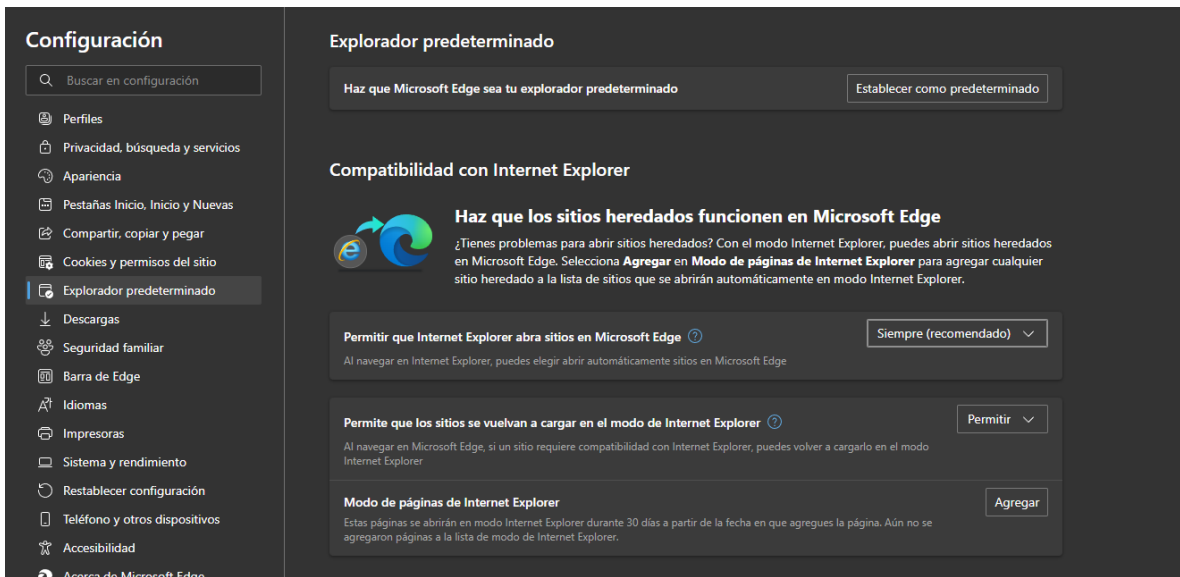 Configuración
Buscar en configuración
Perfiles
Privacidad, búsqueda y servicios
Apariencia
Pestañas Inicio, Inicio y Nuevas
Compartir, copiar y pegar
Cookies y permisos del sitio
Explorador predeterminado
Descargas
Seguridad familiar
Barra de Edge
Idiomas
Impresoras
Sistema y rendimiento
Restablecer configuración
Teléfono y otros dispositivos
Accesibilidad
Acerca de Microsoft Edge
Explorador predeterminado
Haz que Microsoft Edge sea tu explorador predeterminado
Establecer como predeterminado
Compatibilidad con Internet Explorer
Haz que los sitios heredados funcionen en Microsoft Edge
¿Tienes problemas para abrir sitios heredados? Con el modo Internet Explorer, puedes abrir sitios heredados
en Microsoft Edge. Selecciona Agregar en Modo de páginas de Internet Explorer para agregar cualquier
sitio heredado a la lista de sitios que se abrirán automáticamente en modo Internet Explorer.
Permitir que Internet Explorer abra sitios en Microsoft Edge
Siempre (recomendado)
Al navegar en Internet Explorer, puedes elegir abrir automáticamente sitios en Microsoft Edge
Permite que los sitios se vuelvan a cargar en el modo de Internet Explorer
Permitir
Al navegar en Microsoft Edge, si un sitio requiere compatibilidad con Internet Explorer, puedes volver a cargarlo en el modo
Internet Explorer
Modo de páginas de Internet Explorer
Agregar
Estas páginas se abrirán en modo Internet Explorer durante 30 días a partir de la fecha en que agregues la página. Aún no se
agregaron páginas a la lista de modo de Internet Explorer.